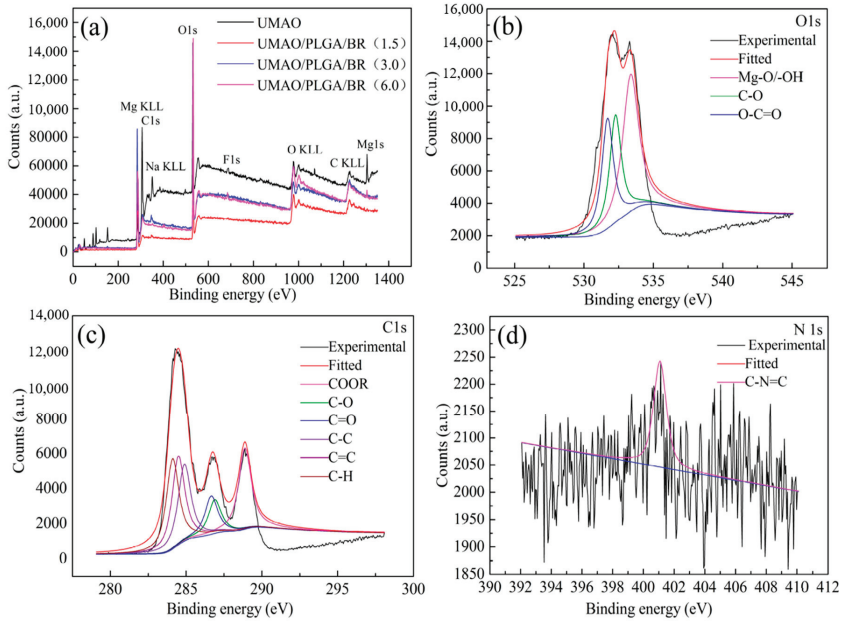 (a)
UMAO
UMAO/PLGA/BR（1.5）
UMAO/PLGA/BR（3.0）
UMAO/PLGA/BR（6.0）
O1s
Mg KLL
C1s
Na KLL
F1s
O KLL
C KLL
Mg1s
16,000
14,000
12,000
10,000
80000
60000
40000
20000
0000
0 200 400 600 800 1000 1200 1400
Counts (a.u.)
Binding energy (eV)
(b)
O1s
Experimental
Fitted
Mg-O/-OH
C-O
O-C=O
16,000
14,000
12,000
10,000
8000
6000
4000
2000
0
525 530 535 540 545
Counts (a.u.)
Binding energy (eV)
(c)
C1s
Experimental
Fitted
COOR
C-O
C=O
C-C
C=C
C-H
14,000
12,000
10,000
8000
6000
4000
2000
0
280 285 290 295 300
Counts (a.u.)
Binding energy (eV)
(d)
N 1s
Experimental
Fitted
C-N=C
2300
2250
2200
2150
2100
2050
2000
1950
1900
1850
390 392 394 396 398 400 402 404 406 408 410 412
Counts (a.u.)
Binding energy (eV)